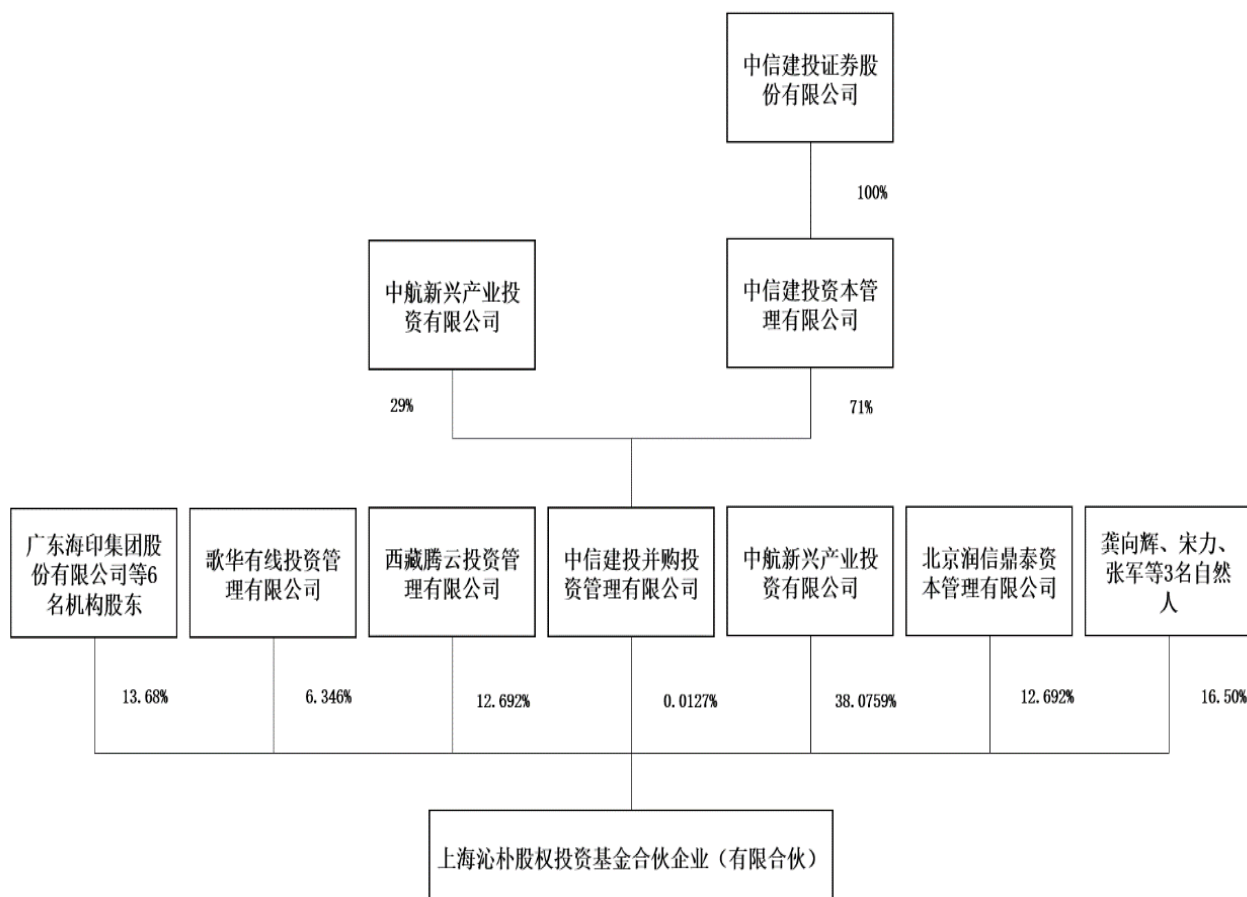 中信建投证券股
份有限公司
100%
中航新兴产业投
资有限公司
中信建投资本管
理有限公司
29%
71%
广东海印集团股
份有限公司等6
名机构股东
歌华有线投资管
理有限公司
西藏腾云投资管
理有限公司
中信建投并购投
资管理有限公司
中航新兴产业投
资有限公司
北京润信鼎泰资
本管理有限公司
龚向辉、宋力、
张军等3名自然
人
13.68%
6.346%
12.692%
0.0127%
38.0759%
12.692%
16.50%
上海沁朴股权投资基金合伙企业（有限合伙）